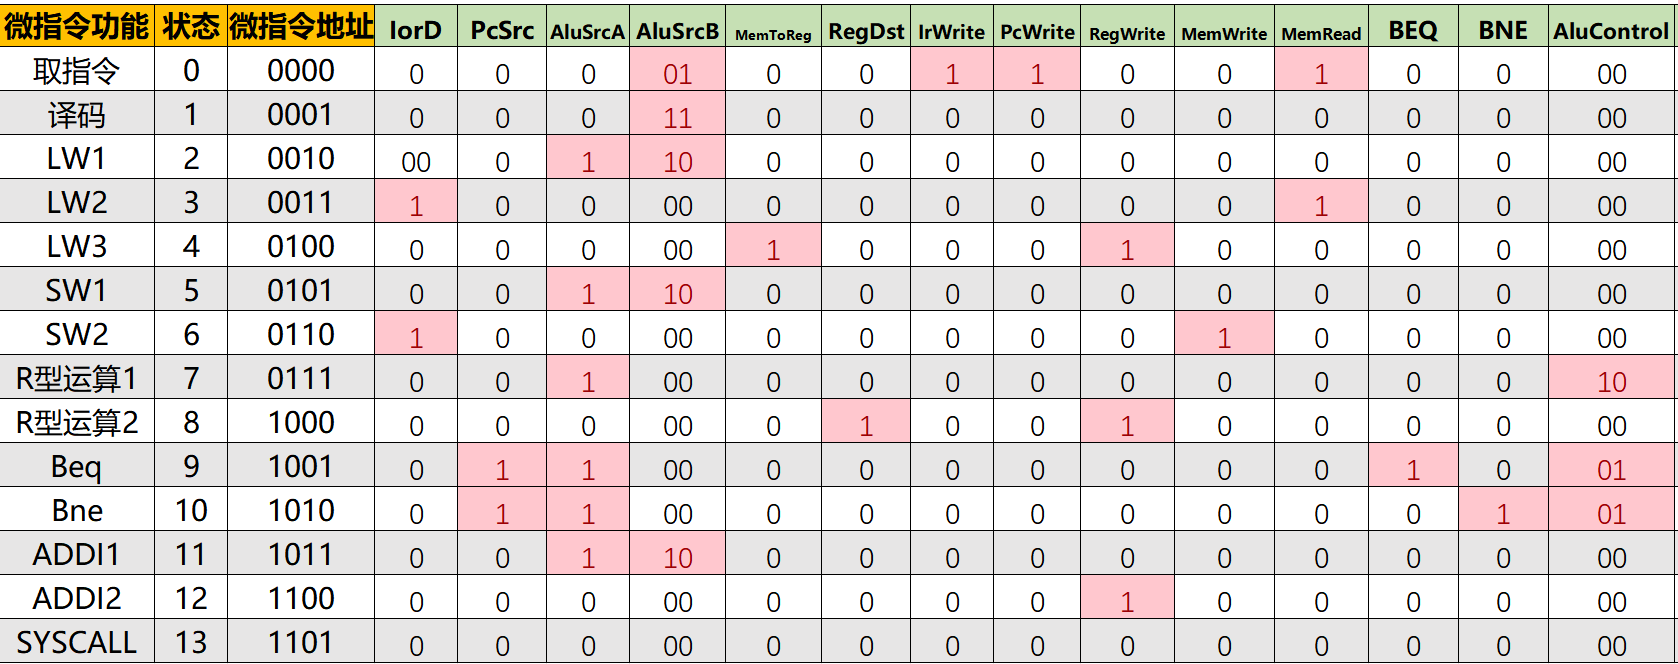 微指令功能 状态 微指令地址 IorD PcSrc AluSrcA AluSrcB MemToReg RegDst IrWrite PcWrite RegWrite MemWrite MemRead BEQ BNE AluControl
取指令 0 0000 0 0 0 01 0 0 1 1 0 0 1 0 0 00
译码 1 0001 0 0 0 11 0 0 0 0 0 0 0 0 0 00
LW1 2 0010 00 0 1 10 0 0 0 0 0 0 0 0 0 00
LW2 3 0011 1 0 0 00 0 0 0 0 0 0 1 0 0 00
LW3 4 0100 0 0 0 00 1 0 0 0 1 0 0 0 0 00
SW1 5 0101 0 0 1 10 0 0 0 0 0 0 0 0 0 00
SW2 6 0110 1 0 0 00 0 0 0 0 0 1 0 0 0 00
R型运算1 7 0111 0 0 1 00 0 0 0 0 0 0 0 0 0 10
R型运算2 8 1000 0 0 0 00 0 1 0 0 1 0 0 0 0 00
Beq 9 1001 0 1 1 00 0 0 0 0 0 0 0 1 0 01
Bne 10 1010 0 1 1 00 0 0 0 0 0 0 0 0 1 01
ADDI1 11 1011 0 0 1 10 0 0 0 0 0 0 0 0 0 00
ADDI2 12 1100 0 0 0 00 0 0 0 0 1 0 0 0 0 00
SYSCALL 13 1101 0 0 0 00 0 0 0 0 0 0 0 0 0 00